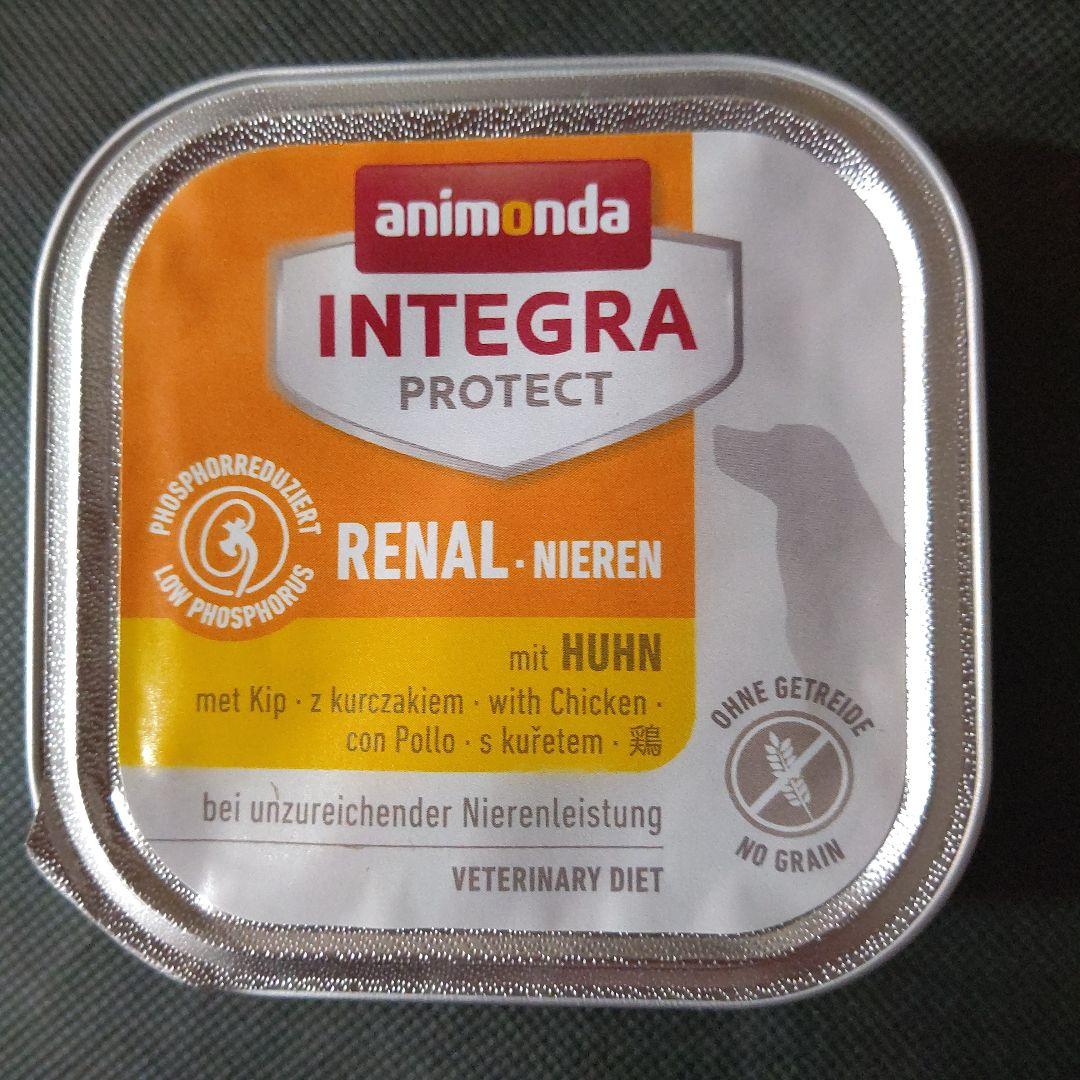 animonda
INTEGRA
PROTECT
PHOSPHORREDUZIERT
LOW PHOSPHORUS
RENAL · NIEREN
mit HUHN
met Kip · z kurczakiem · with Chicken ·
con Pollo · s kuřetem · 鶏
bei unzureichender Nierenleistung
VETERINARY DIET
OHNE GETREIDE
NO GRAIN